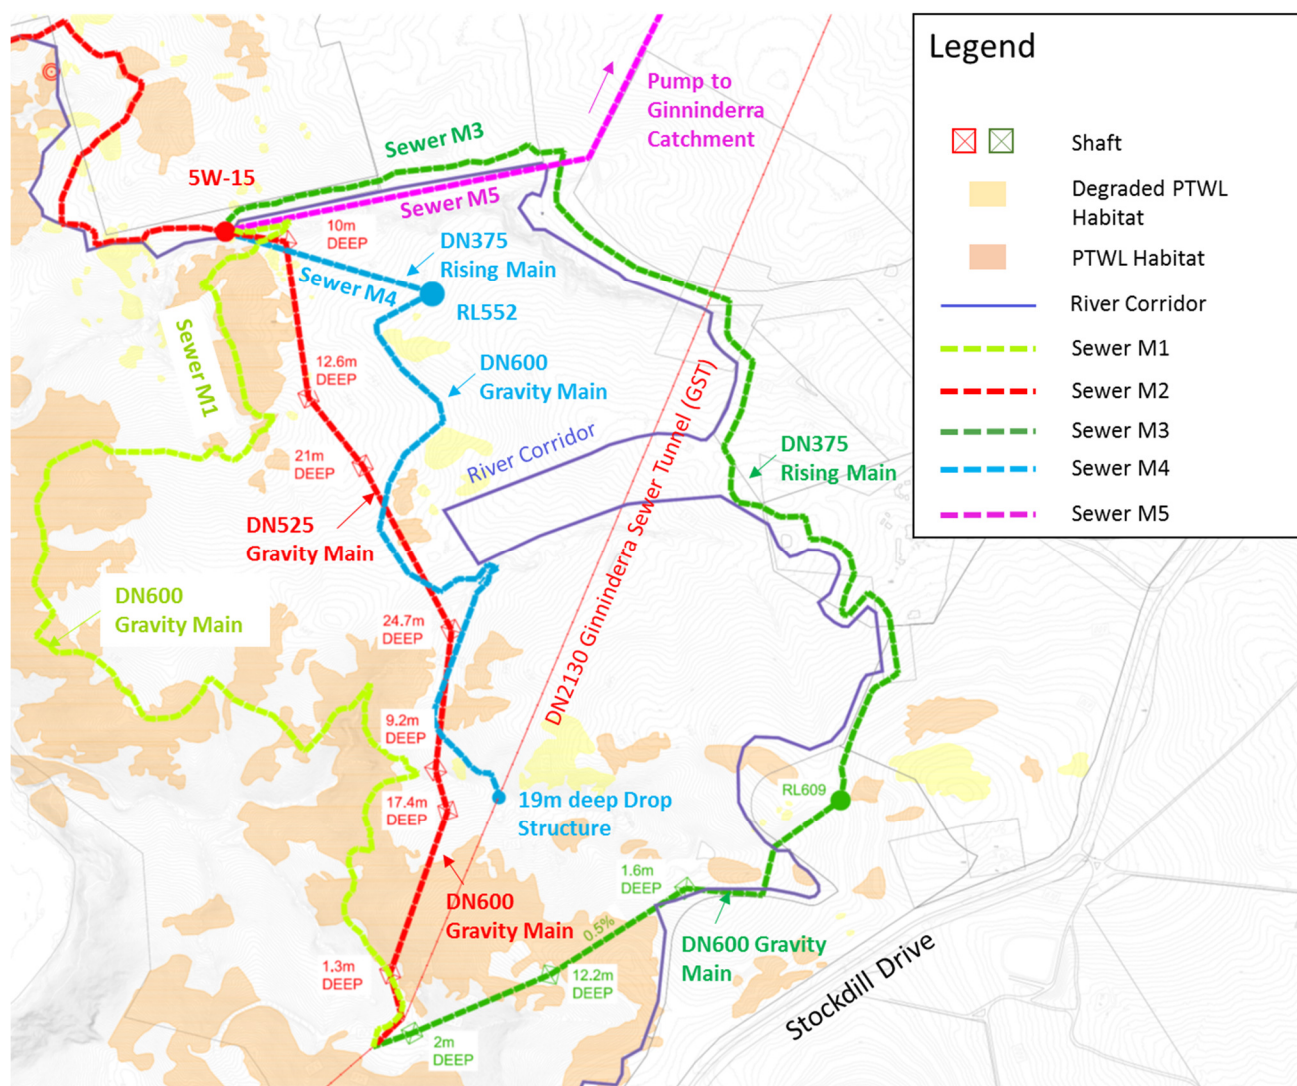 Legend
Shaft
Degraded PTWL
Habitat
PTWL Habitat
River Corridor
Sewer M1
Sewer M2
Sewer M3
Sewer M4
Sewer M5
Pump to
Ginninderra
Catchment
Sewer M3
5W-15
Sewer M5
10m
DEEP
DN375
Rising Main
Sewer M4
RL552
Sewer M1
12.6m
DEEP
DN600
Gravity Main
21m
DEEP
River Corridor
DN2130 Ginninderra Sewer Tunnel (GST)
DN375
Rising Main
DN525
Gravity Main
DN600
Gravity Main
24.7m
DEEP
9.2m
DEEP
17.4m
DEEP
19m deep Drop
Structure
RL609
1.6m
DEEP
DN600
Gravity Main
0.5%
DN600 Gravity
Main
1.3m
DEEP
12.2m
DEEP
Stockdill Drive
2m
DEEP